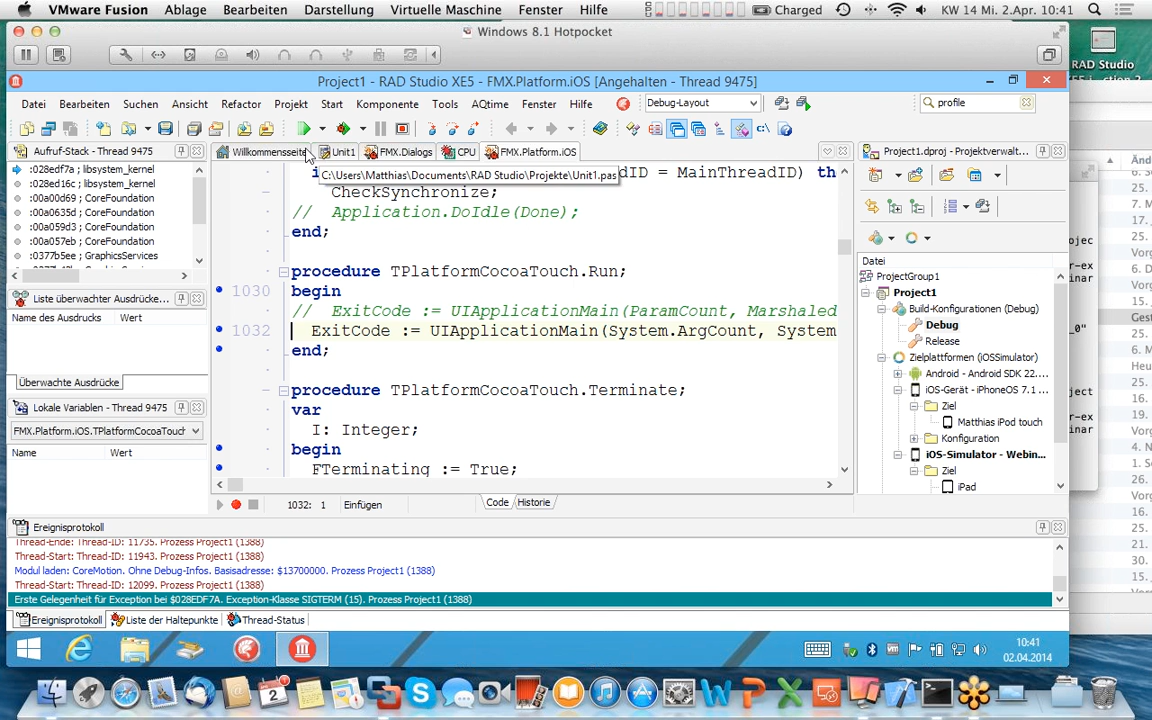 VMware Fusion Ablage Bearbeiten Darstellung Virtuelle Maschine Fenster Hilfe Charged KW 14 Mi. 2.Apr. 10:41
Windows 8.1 Hotpocket
Project1 - RAD Studio XE5 - FMX.Platform.iOS [Angehalten - Thread 9475]
Datei Bearbeiten Suchen Ansicht Refactor Projekt Start Komponente Tools AQtime Fenster Hilfe Debug-Layout profile
RAD Studio
Aufruf-Stack - Thread 9475
Willkommensseite Unit1 FMX.Dialogs CPU FMX.Platform.iOS
Project1.dproj - Projektverwalt...
:028edf7a : libsystem_kernel
:028ed16c : libsystem_kernel
:00a00d69 ; CoreFoundation
:00a0635d ; CoreFoundation
:00a059d3 ; CoreFoundation
:00a057eb ; CoreFoundation
:0377b5ee ; GraphicsServices
C:\Users\Matthias\Documents\RAD Studio\Projekte\Unit1.pas
= MainThreadID) th
CheckSynchronize;
// Application.DoIdle(Done);
end;
procedure TPlatformCocoaTouch.Run;
1030 begin
// ExitCode := UIApplicationMain(ParamCount, Marshaled
1032 ExitCode := UIApplicationMain(System.ArgCount, System
end;
procedure TPlatformCocoaTouch.Terminate;
var
I: Integer;
begin
FTerminating := True;
Liste überwachter Ausdrücke...
Name des Ausdrucks Wert
Überwachte Ausdrücke
Lokale Variablen - Thread 9475
FMX.Platform.iOS.TPlatformCocoaTouch
Name Wert
1032: 1 Einfügen Code Historie
Datei
ProjectGroup1
Project1
Build-Konfigurationen (Debug)
Debug
Release
Zielplattformen (iOSSimulator)
Android - Android SDK 22....
iOS-Gerät - iPhoneOS 7.1 ...
Ziel
Matthias iPod touch
Konfiguration
iOS-Simulator - Webin...
Ziel
iPad
Ereignisprotokoll
Thread-Ende: Thread-ID: 11735. Prozess Project1 (1388)
Thread-Start: Thread-ID: 11943. Prozess Project1 (1388)
Modul laden: CoreMotion. Ohne Debug-Infos. Basisadresse: $13700000. Prozess Project1 (1388)
Thread-Start: Thread-ID: 12099. Prozess Project1 (1388)
Erste Gelegenheit für Exception bei $028EDF7A. Exception-Klasse SIGTERM (15). Prozess Project1 (1388)
Ereignisprotokoll Liste der Haltepunkte Thread-Status
10:41
02.04.2014